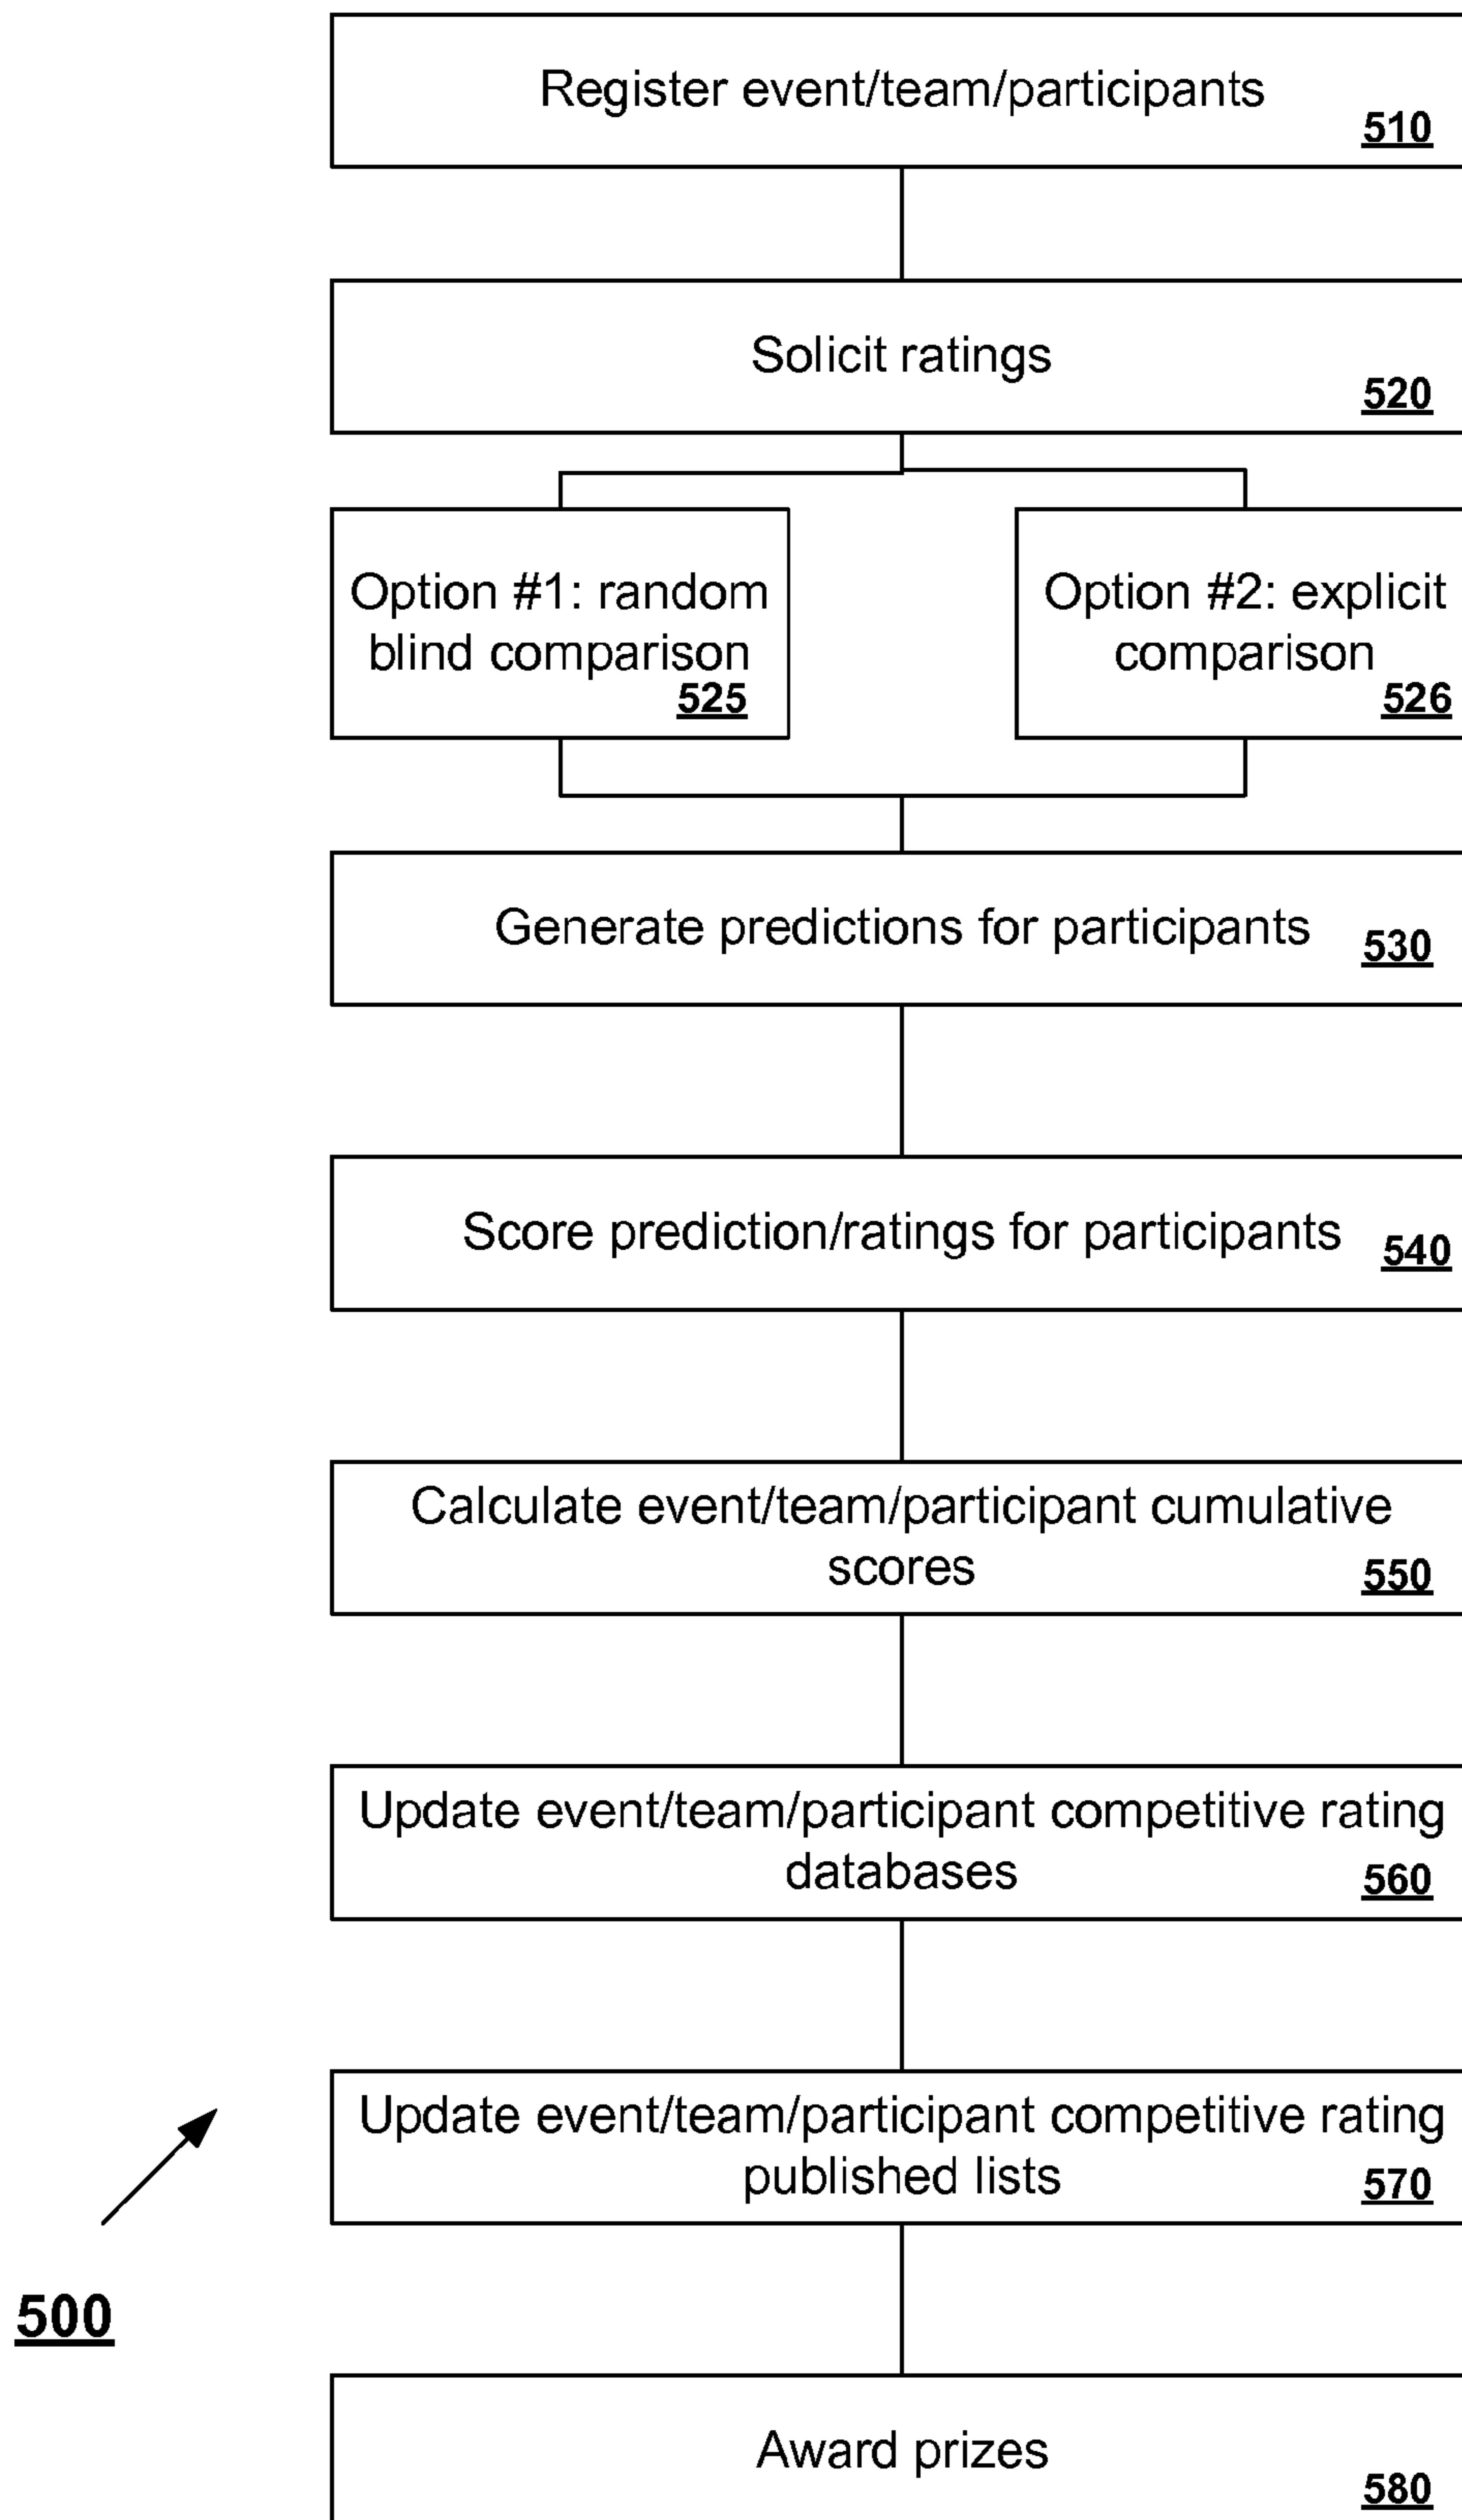 Register event/team/participants
510
Solicit ratings
520
Option #1: random
blind comparison
525
Option #2: explicit
comparison
526
Generate predictions for participants
530
Score prediction/ratings for participants
540
Calculate event/team/participant cumulative
scores
550
Update event/team/participant competitive rating
databases
560
Update event/team/participant competitive rating
published lists
570
500
Award prizes
580